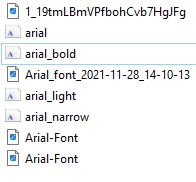 1_19tmLBmVPfbohCvb7HgJFg
arial
arial_bold
Arial_font_2021-11-28_14-10-13
arial_light
arial_narrow
Arial-Font
Arial-Font